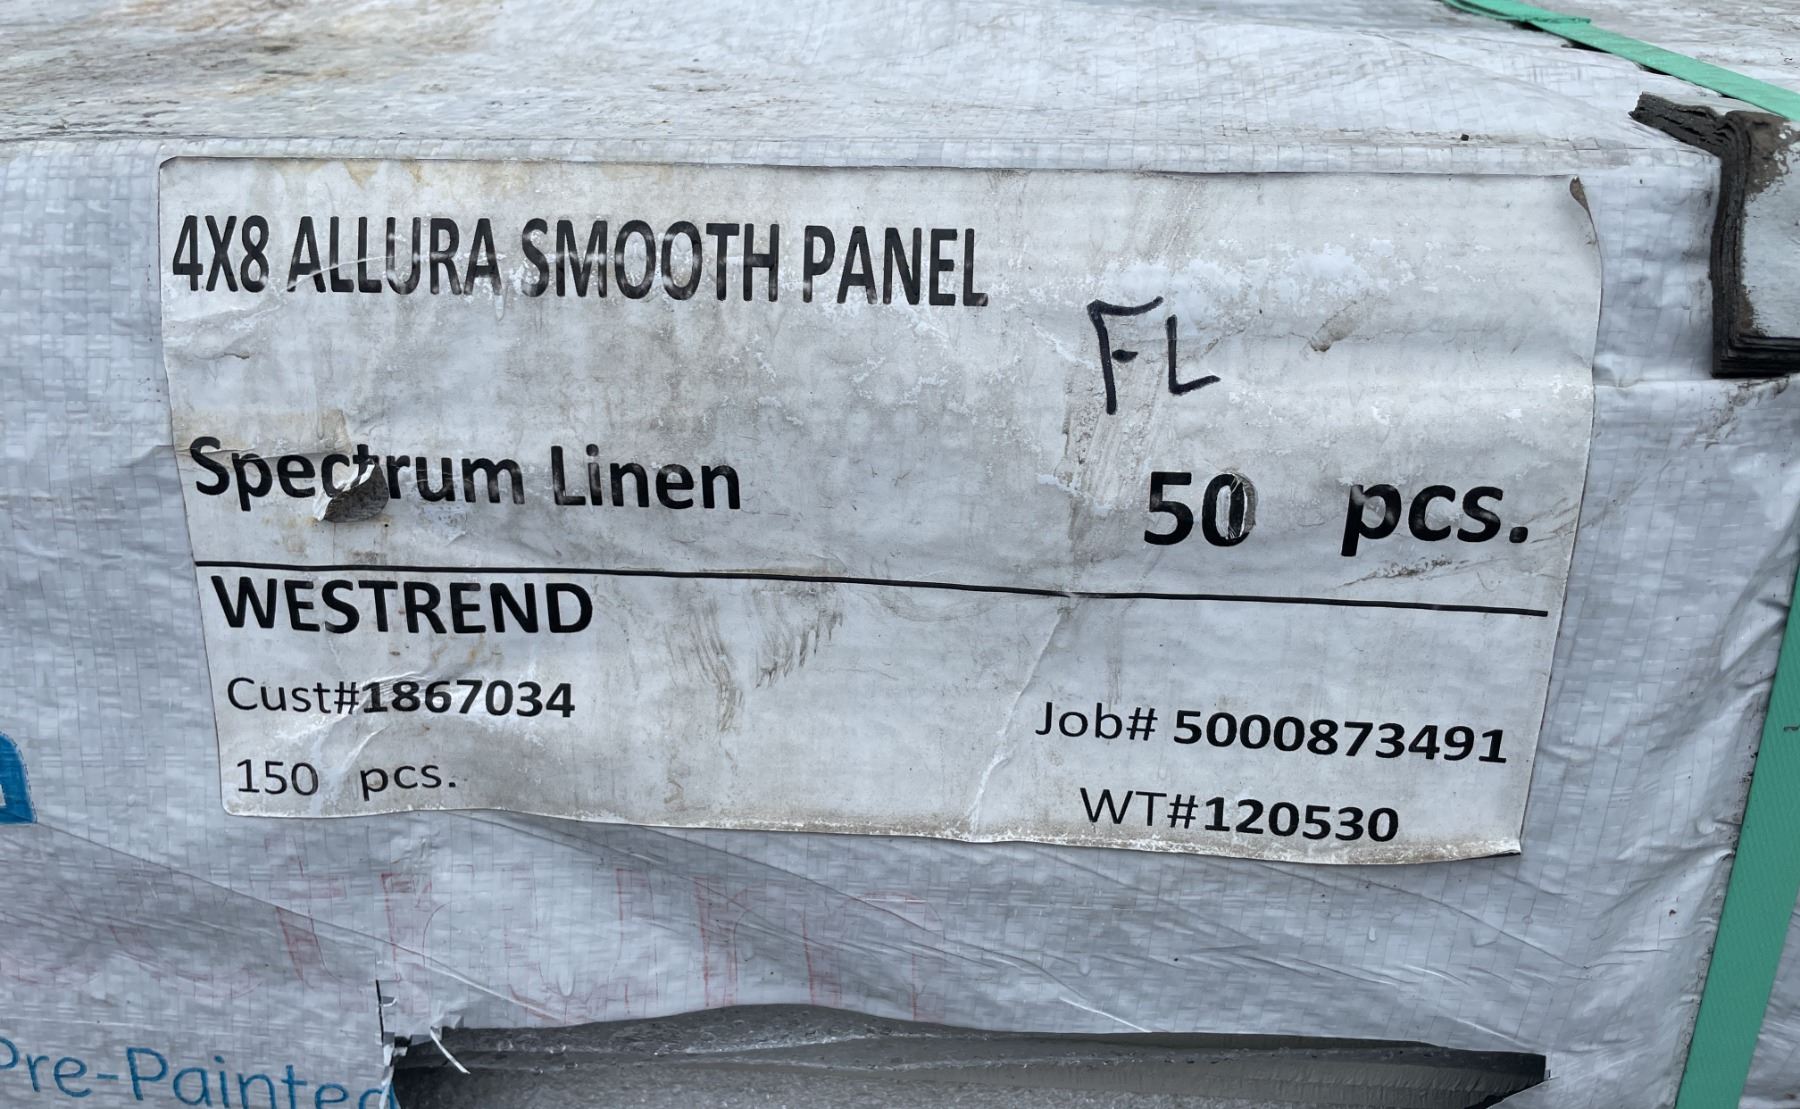 4X8 ALLURA SMOOTH PANEL
FL
Spectrum Linen 50 pcs.
WESTREND
Cust#1867034
Job# 5000873491
150 pcs.
WT#120530
Pre-Painted